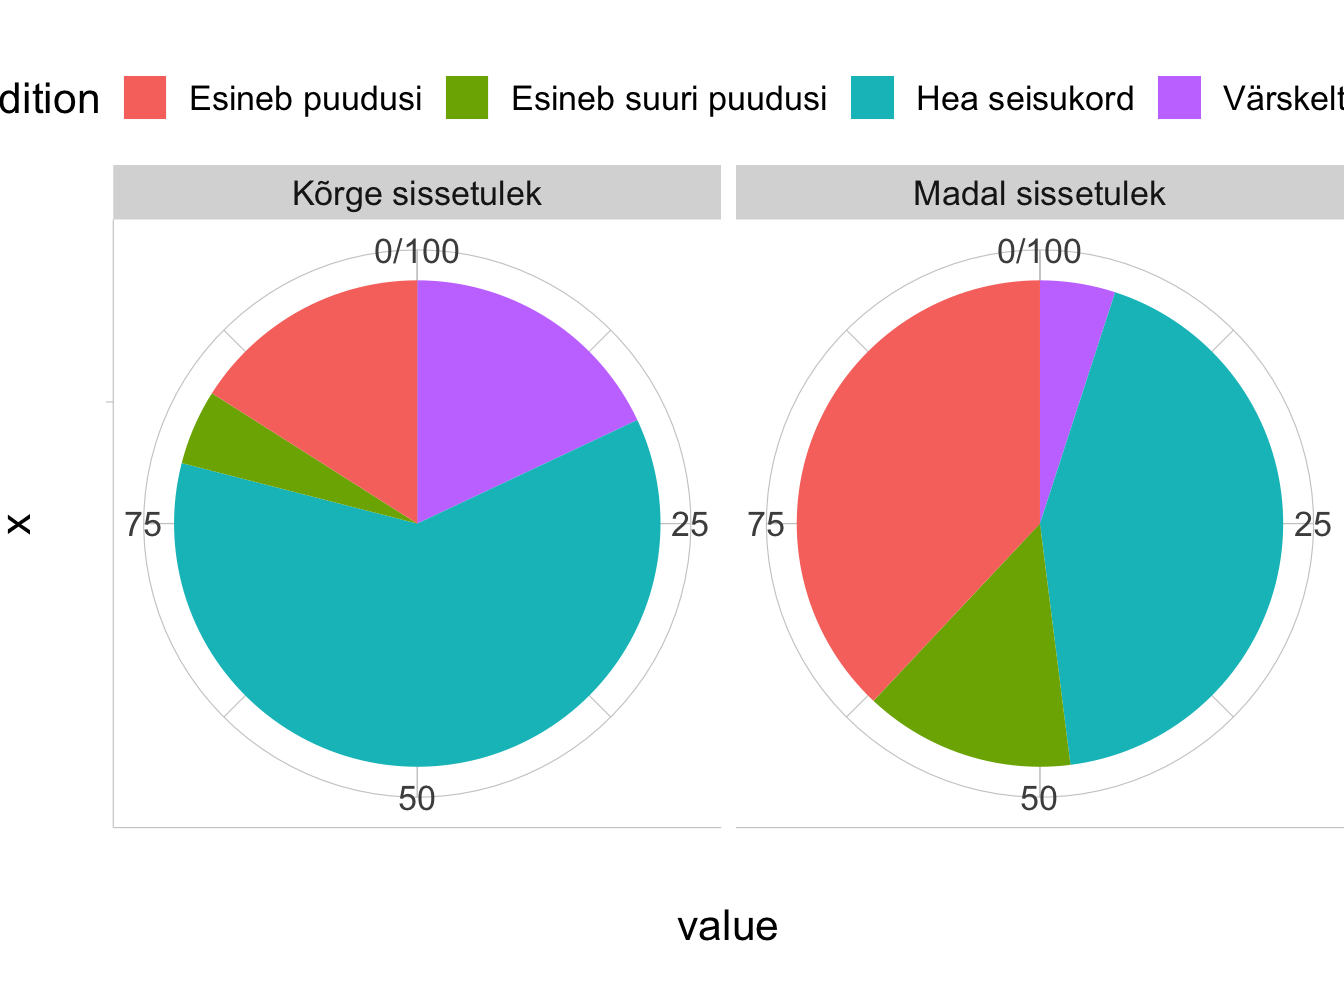 dition Esineb puudusi Esineb suuri puudusi Hea seisukord Värskelt
Kõrge sissetulek Madal sissetulek
0/100 0/100
75 25 75 25
x
50 50
value